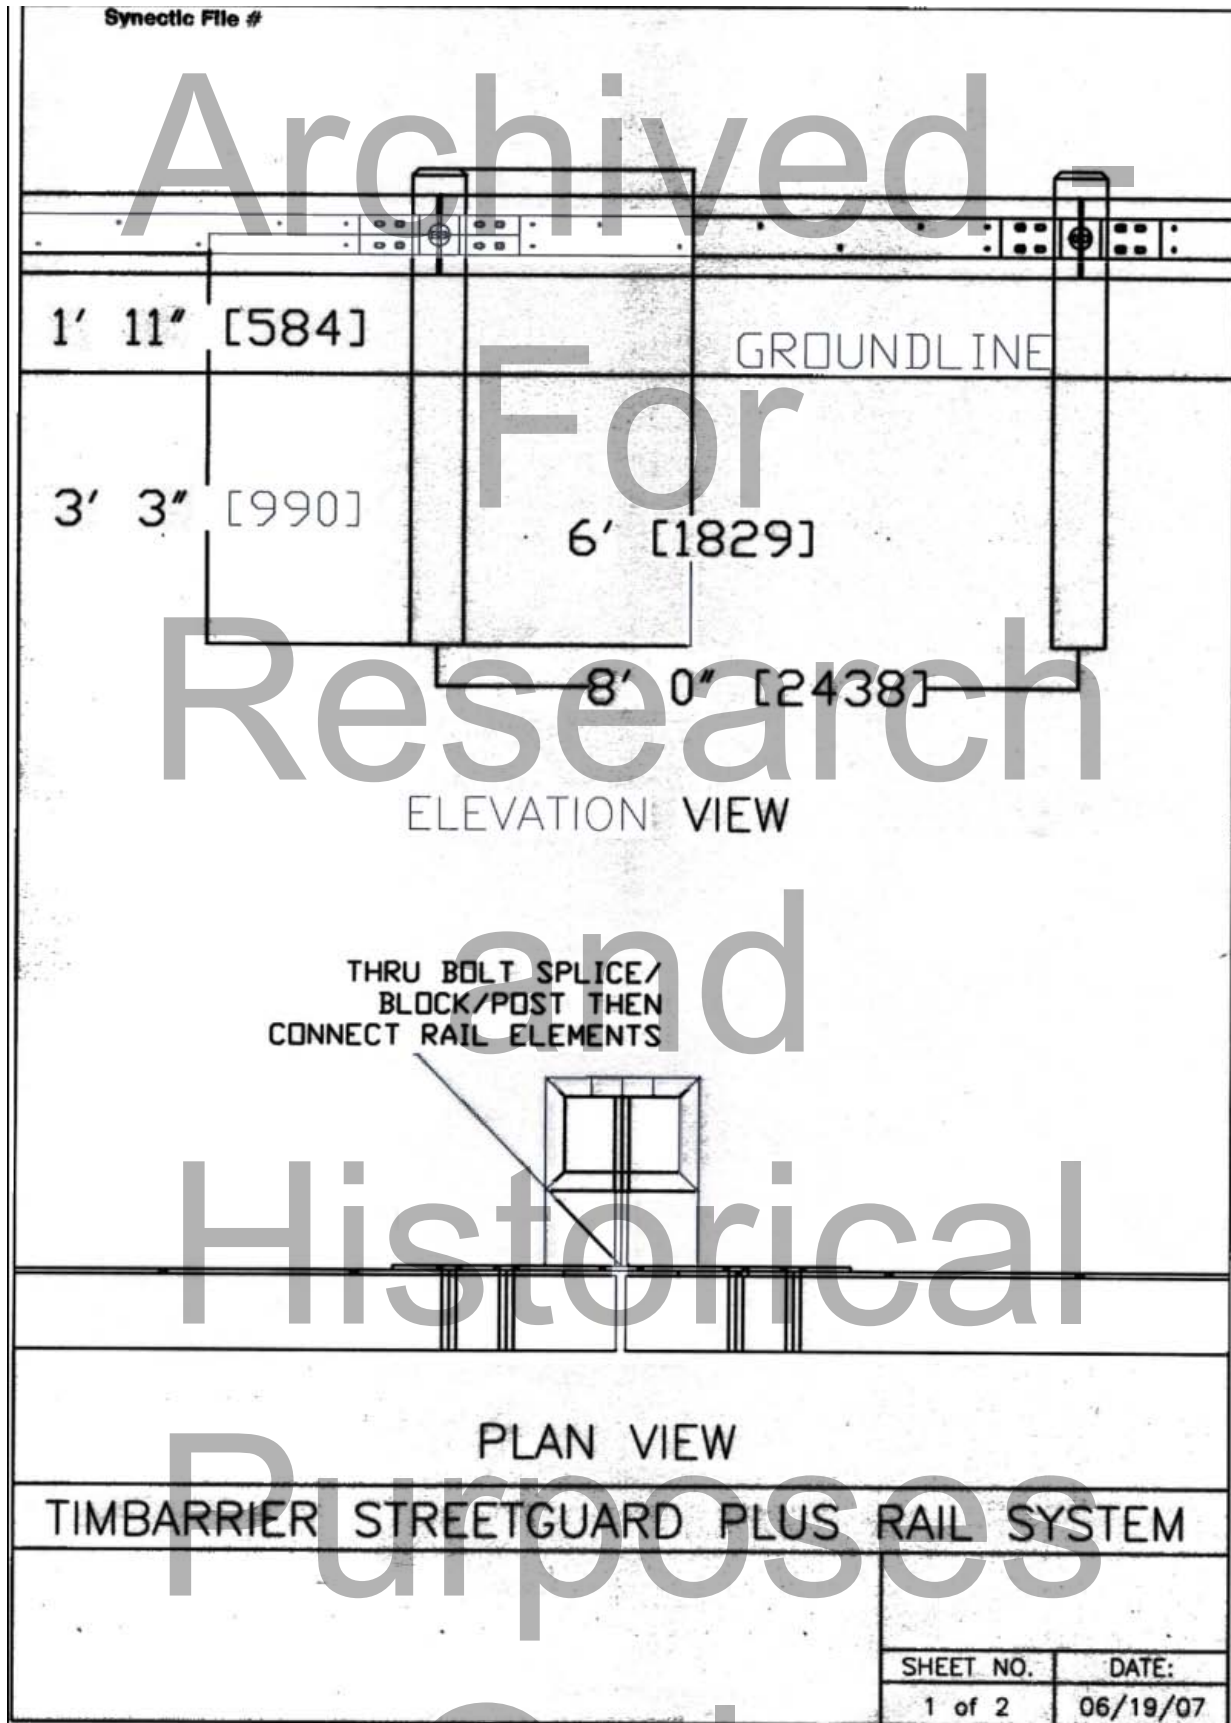 Synectic File #
Archived -
1' 11" [584]
GROUNDLINE
For
3' 3" [990]
6' [1829]
Research
8' 0" [2438]
ELEVATION VIEW
and
THRU BOLT SPLICE/
BLOCK/POST THEN
CONNECT RAIL ELEMENTS
Historical
PLAN VIEW
Purposes
TIMBARRIER STREETGUARD PLUS RAIL SYSTEM
SHEET NO.
DATE:
1 of 2
06/19/07